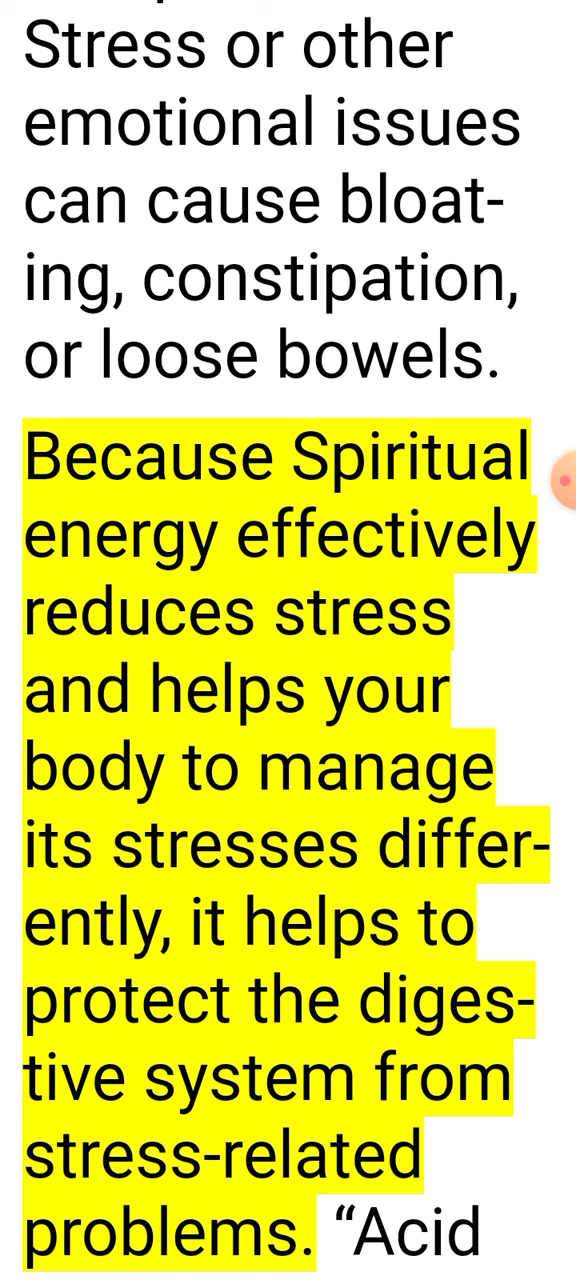 Stress or other
emotional issues
can cause bloat-
ing, constipation,
or loose bowels.
Because Spiritual
energy effectively
reduces stress
and helps your
body to manage
its stresses differ-
ently, it helps to
protect the diges-
tive system from
stress-related
problems. “Acid